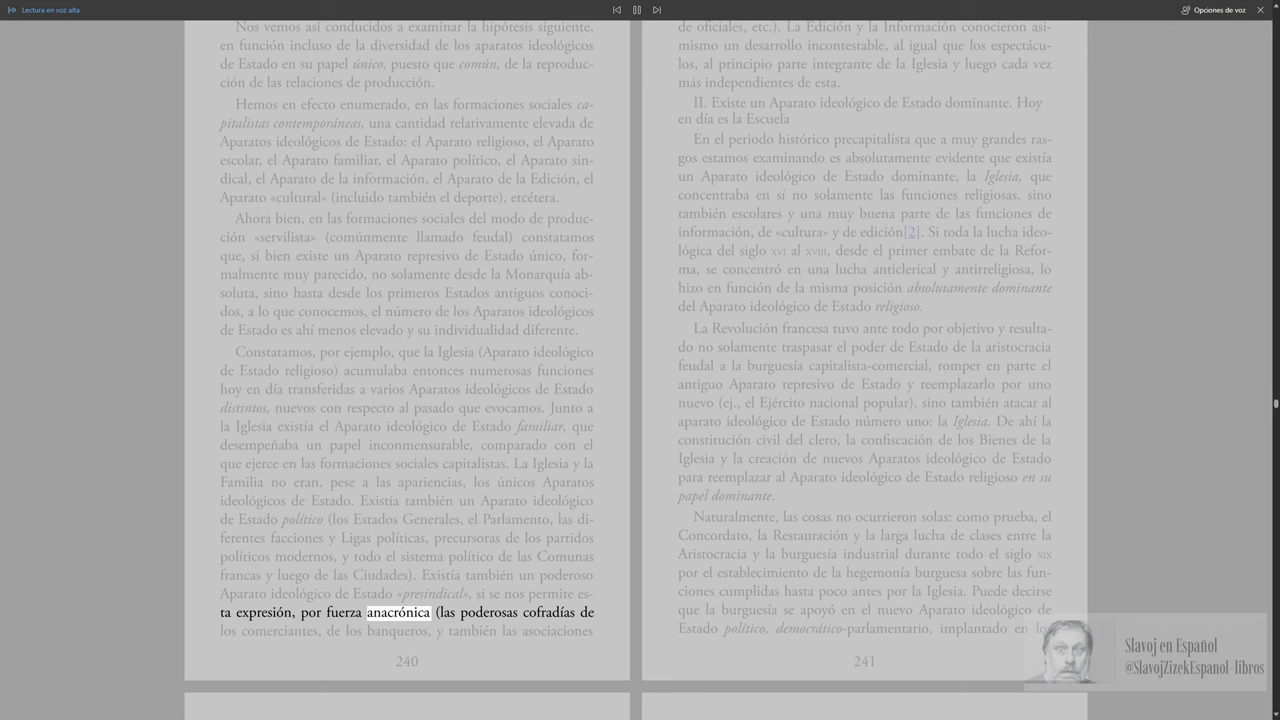 Lectura en voz alta
Opciones de voz
Nos vemos así conducidos a examinar la hipótesis siguiente,
en función incluso de la diversidad de los aparatos ideológicos
de Estado en su papel único, puesto que común, de la reproduc-
ción de las relaciones de producción.
Hemos en efecto enumerado, en las formaciones sociales ca-
pitalistas contemporáneas, una cantidad relativamente elevada de
Aparatos ideológicos de Estado: el Aparato religioso, el Aparato
escolar, el Aparato familiar, el Aparato político, el Aparato sin-
dical, el Aparato de la información, el Aparato de la Edición, el
Aparato «cultural» (incluido también el deporte), etcétera.
Ahora bien, en las formaciones sociales del modo de produc-
ción «servilista» (comúnmente llamado feudal) constatamos
que, si bien existe un Aparato represivo de Estado único, for-
malmente muy parecido, no solamente desde la Monarquía ab-
soluta, sino hasta desde los primeros Estados antiguos conoci-
dos, a lo que conocemos, el número de los Aparatos ideológicos
de Estado es ahí menos elevado y su individualidad diferente.
Constatamos, por ejemplo, que la Iglesia (Aparato ideológico
de Estado religioso) acumulaba entonces numerosas funciones
hoy en día transferidas a varios Aparatos ideológicos de Estado
distintos, nuevos con respecto al pasado que evocamos. Junto a
la Iglesia existía el Aparato ideológico de Estado familiar, que
desempeñaba un papel inconmensurable, comparado con el
que ejerce en las formaciones sociales capitalistas. La Iglesia y la
Familia no eran, pese a las apariencias, los únicos Aparatos
ideológicos de Estado. Existía también un Aparato ideológico
de Estado político (los Estados Generales, el Parlamento, las di-
ferentes facciones y Ligas políticas, precursoras de los partidos
políticos modernos, y todo el sistema político de las Comunas
francas y luego de las Ciudades). Existía también un poderoso
Aparato ideológico de Estado «presindical», si se nos permite es-
ta expresión, por fuerza anacrónica (las poderosas cofradías de
los comerciantes, de los banqueros, y también las asociaciones
240
de oficiales, etc.). La Edición y la Información conocieron asi-
mismo un desarrollo incontestable, al igual que los espectácu-
los, al principio parte integrante de la Iglesia y luego cada vez
más independientes de esta.
II. Existe un Aparato ideológico de Estado dominante. Hoy
en día es la Escuela
En el periodo histórico precapitalista que a muy grandes ras-
gos estamos examinando es absolutamente evidente que existía
un Aparato ideológico de Estado dominante, la Iglesia, que
concentraba en sí no solamente las funciones religiosas, sino
también escolares y una muy buena parte de las funciones de
información, de «cultura» y de edición[2]. Si toda la lucha ideo-
lógica del siglo XVI al XVIII, desde el primer embate de la Refor-
ma, se concentró en una lucha anticlerical y antirreligiosa, lo
hizo en función de la misma posición absolutamente dominante
del Aparato ideológico de Estado religioso.
La Revolución francesa tuvo ante todo por objetivo y resulta-
do no solamente traspasar el poder de Estado de la aristocracia
feudal a la burguesía capitalista-comercial, romper en parte el
antiguo Aparato represivo de Estado y reemplazarlo por uno
nuevo (ej., el Ejército nacional popular), sino también atacar al
aparato ideológico de Estado número uno: la Iglesia. De ahí la
constitución civil del clero, la confiscación de los Bienes de la
Iglesia y la creación de nuevos Aparatos ideológico de Estado
para reemplazar al Aparato ideológico de Estado religioso en su
papel dominante.
Naturalmente, las cosas no ocurrieron solas: como prueba, el
Concordato, la Restauración y la larga lucha de clases entre la
Aristocracia y la burguesía industrial durante todo el siglo XIX
por el establecimiento de la hegemonía burguesa sobre las fun-
ciones cumplidas hasta poco antes por la Iglesia. Puede decirse
que la burguesía se apoyó en el nuevo Aparato ideológico de
Estado político, democrático-parlamentario, implantado en los
241
Slavoj en Español
@SlavojZizekEspanol-libros